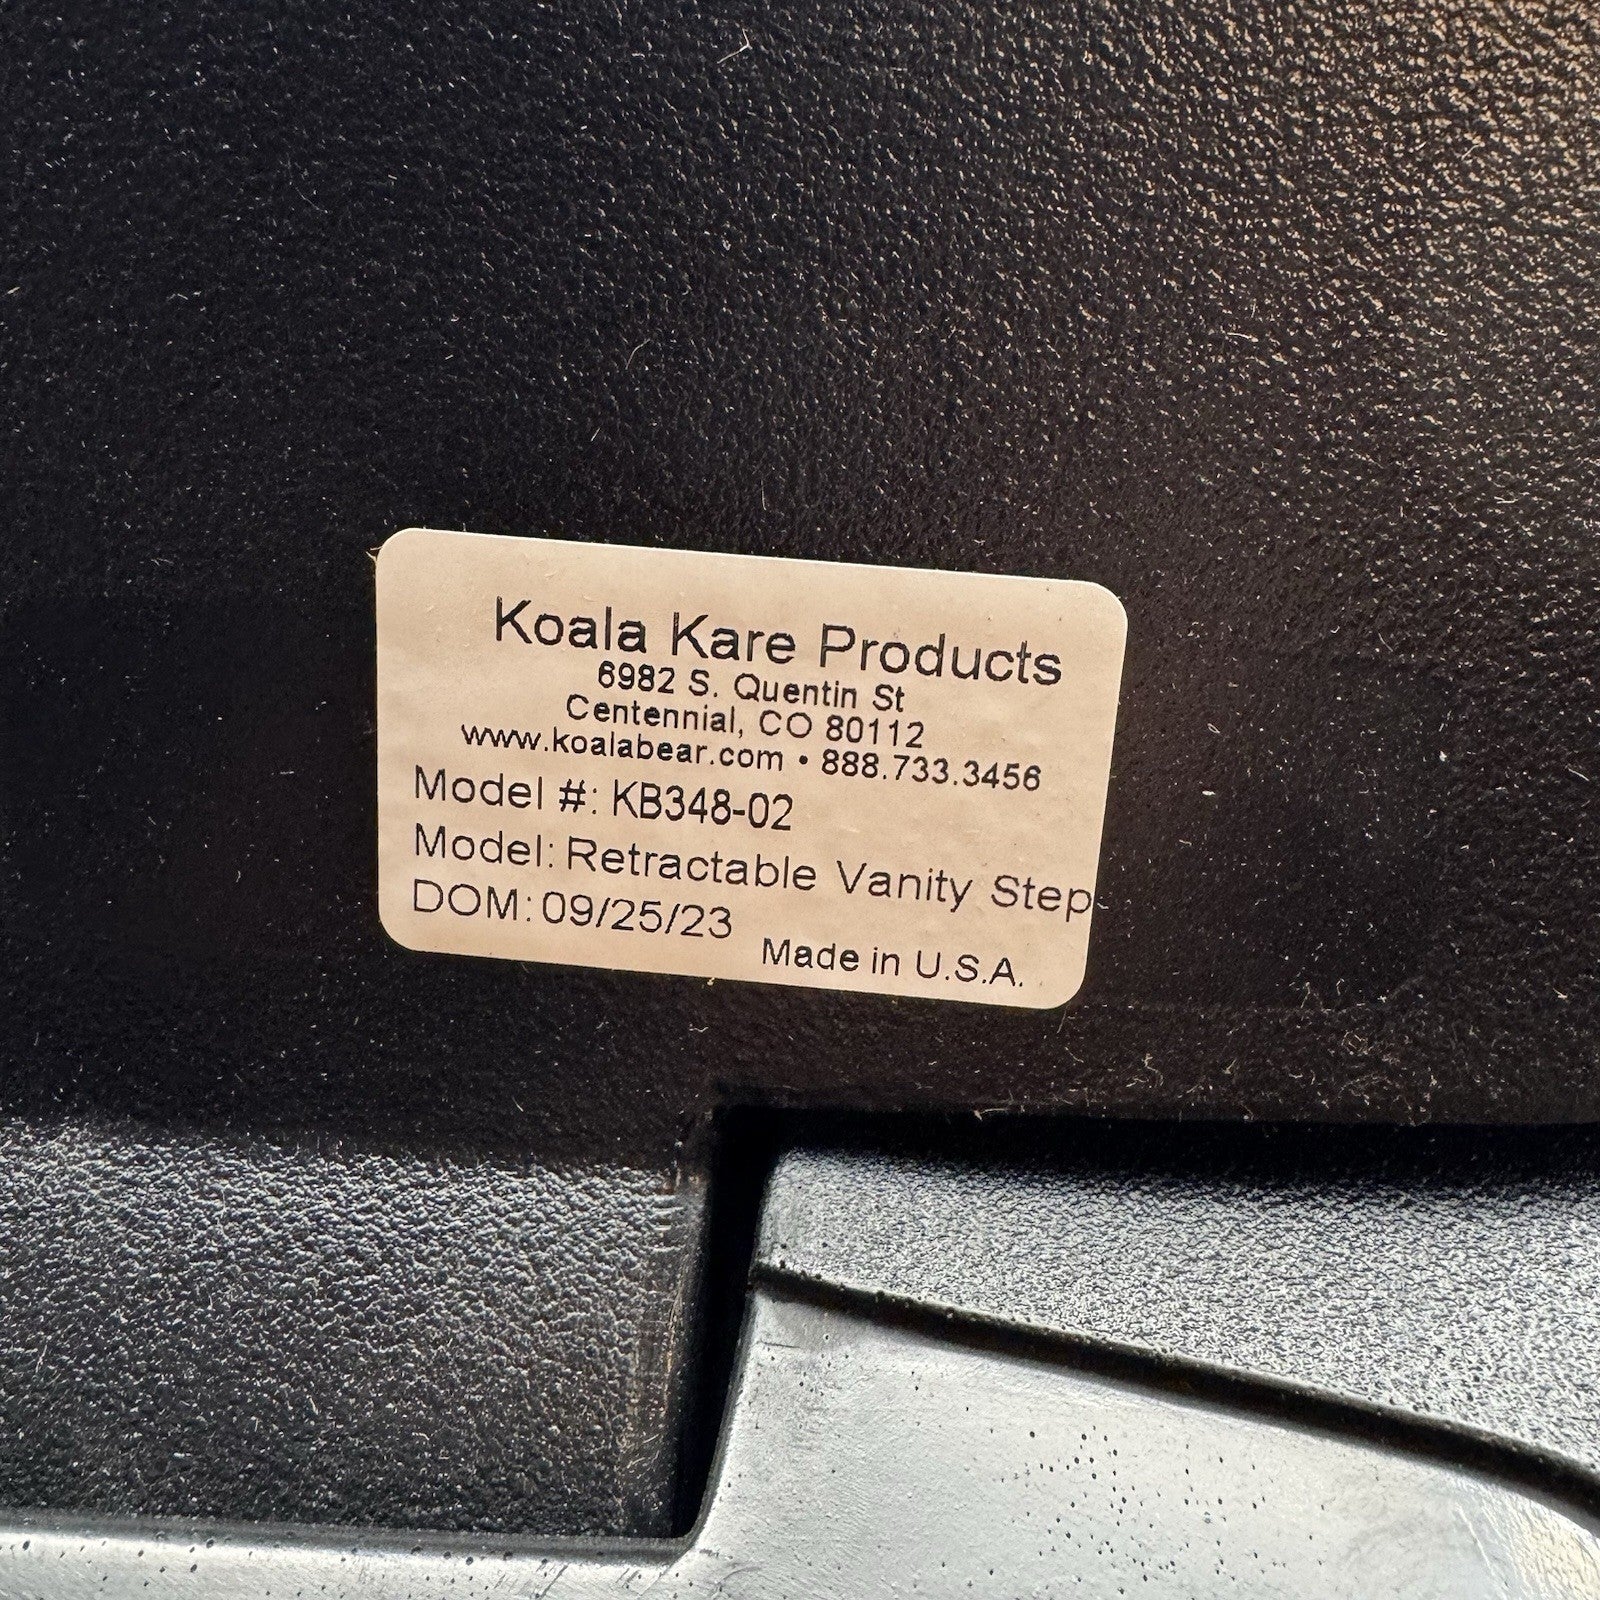 Koala Kare Products
6982 S. Quentin St
Centennial, CO 80112
www.koalabear.com • 888.733.3456
Model #: KB348-02
Model: Retractable Vanity Step
DOM: 09/25/23
Made in U.S.A.